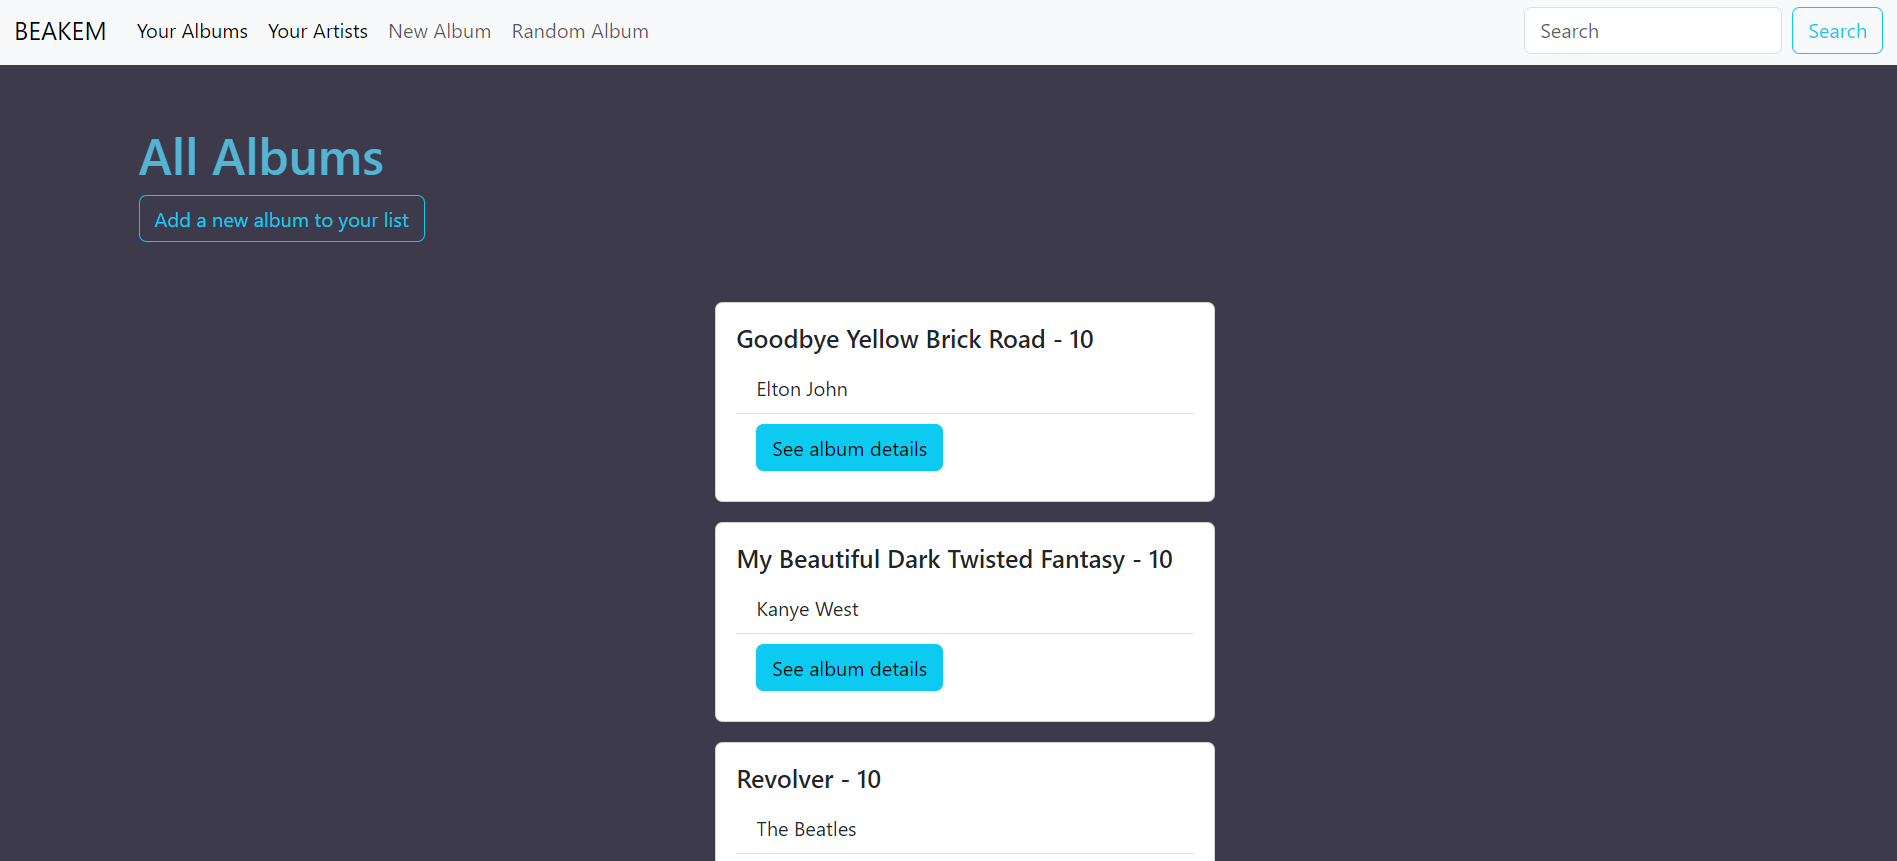 BEAKEM Your Albums Your Artists New Album Random Album Search Search
All Albums
Add a new album to your list
Goodbye Yellow Brick Road - 10
Elton John
See album details
My Beautiful Dark Twisted Fantasy - 10
Kanye West
See album details
Revolver - 10
The Beatles